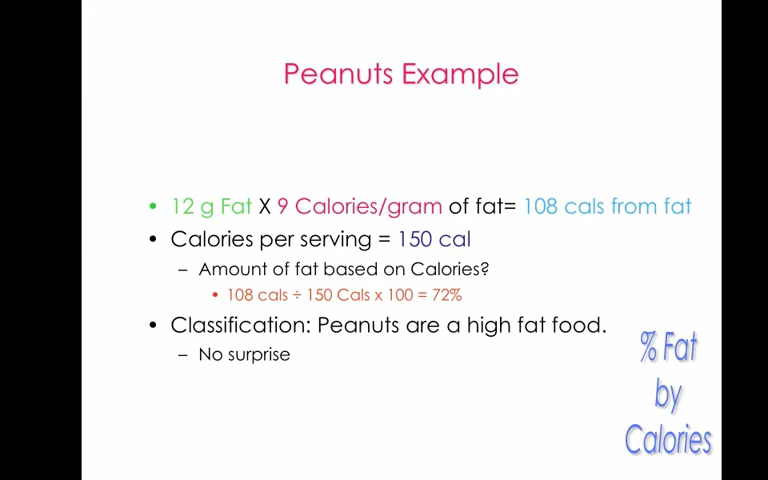 Peanuts Example
• 12 g Fat X 9 Calories/gram of fat= 108 cals from fat
• Calories per serving = 150 cal
– Amount of fat based on Calories?
• 108 cals ÷ 150 Cals x 100 = 72%
• Classification: Peanuts are a high fat food.
– No surprise
% Fat
by
Calories